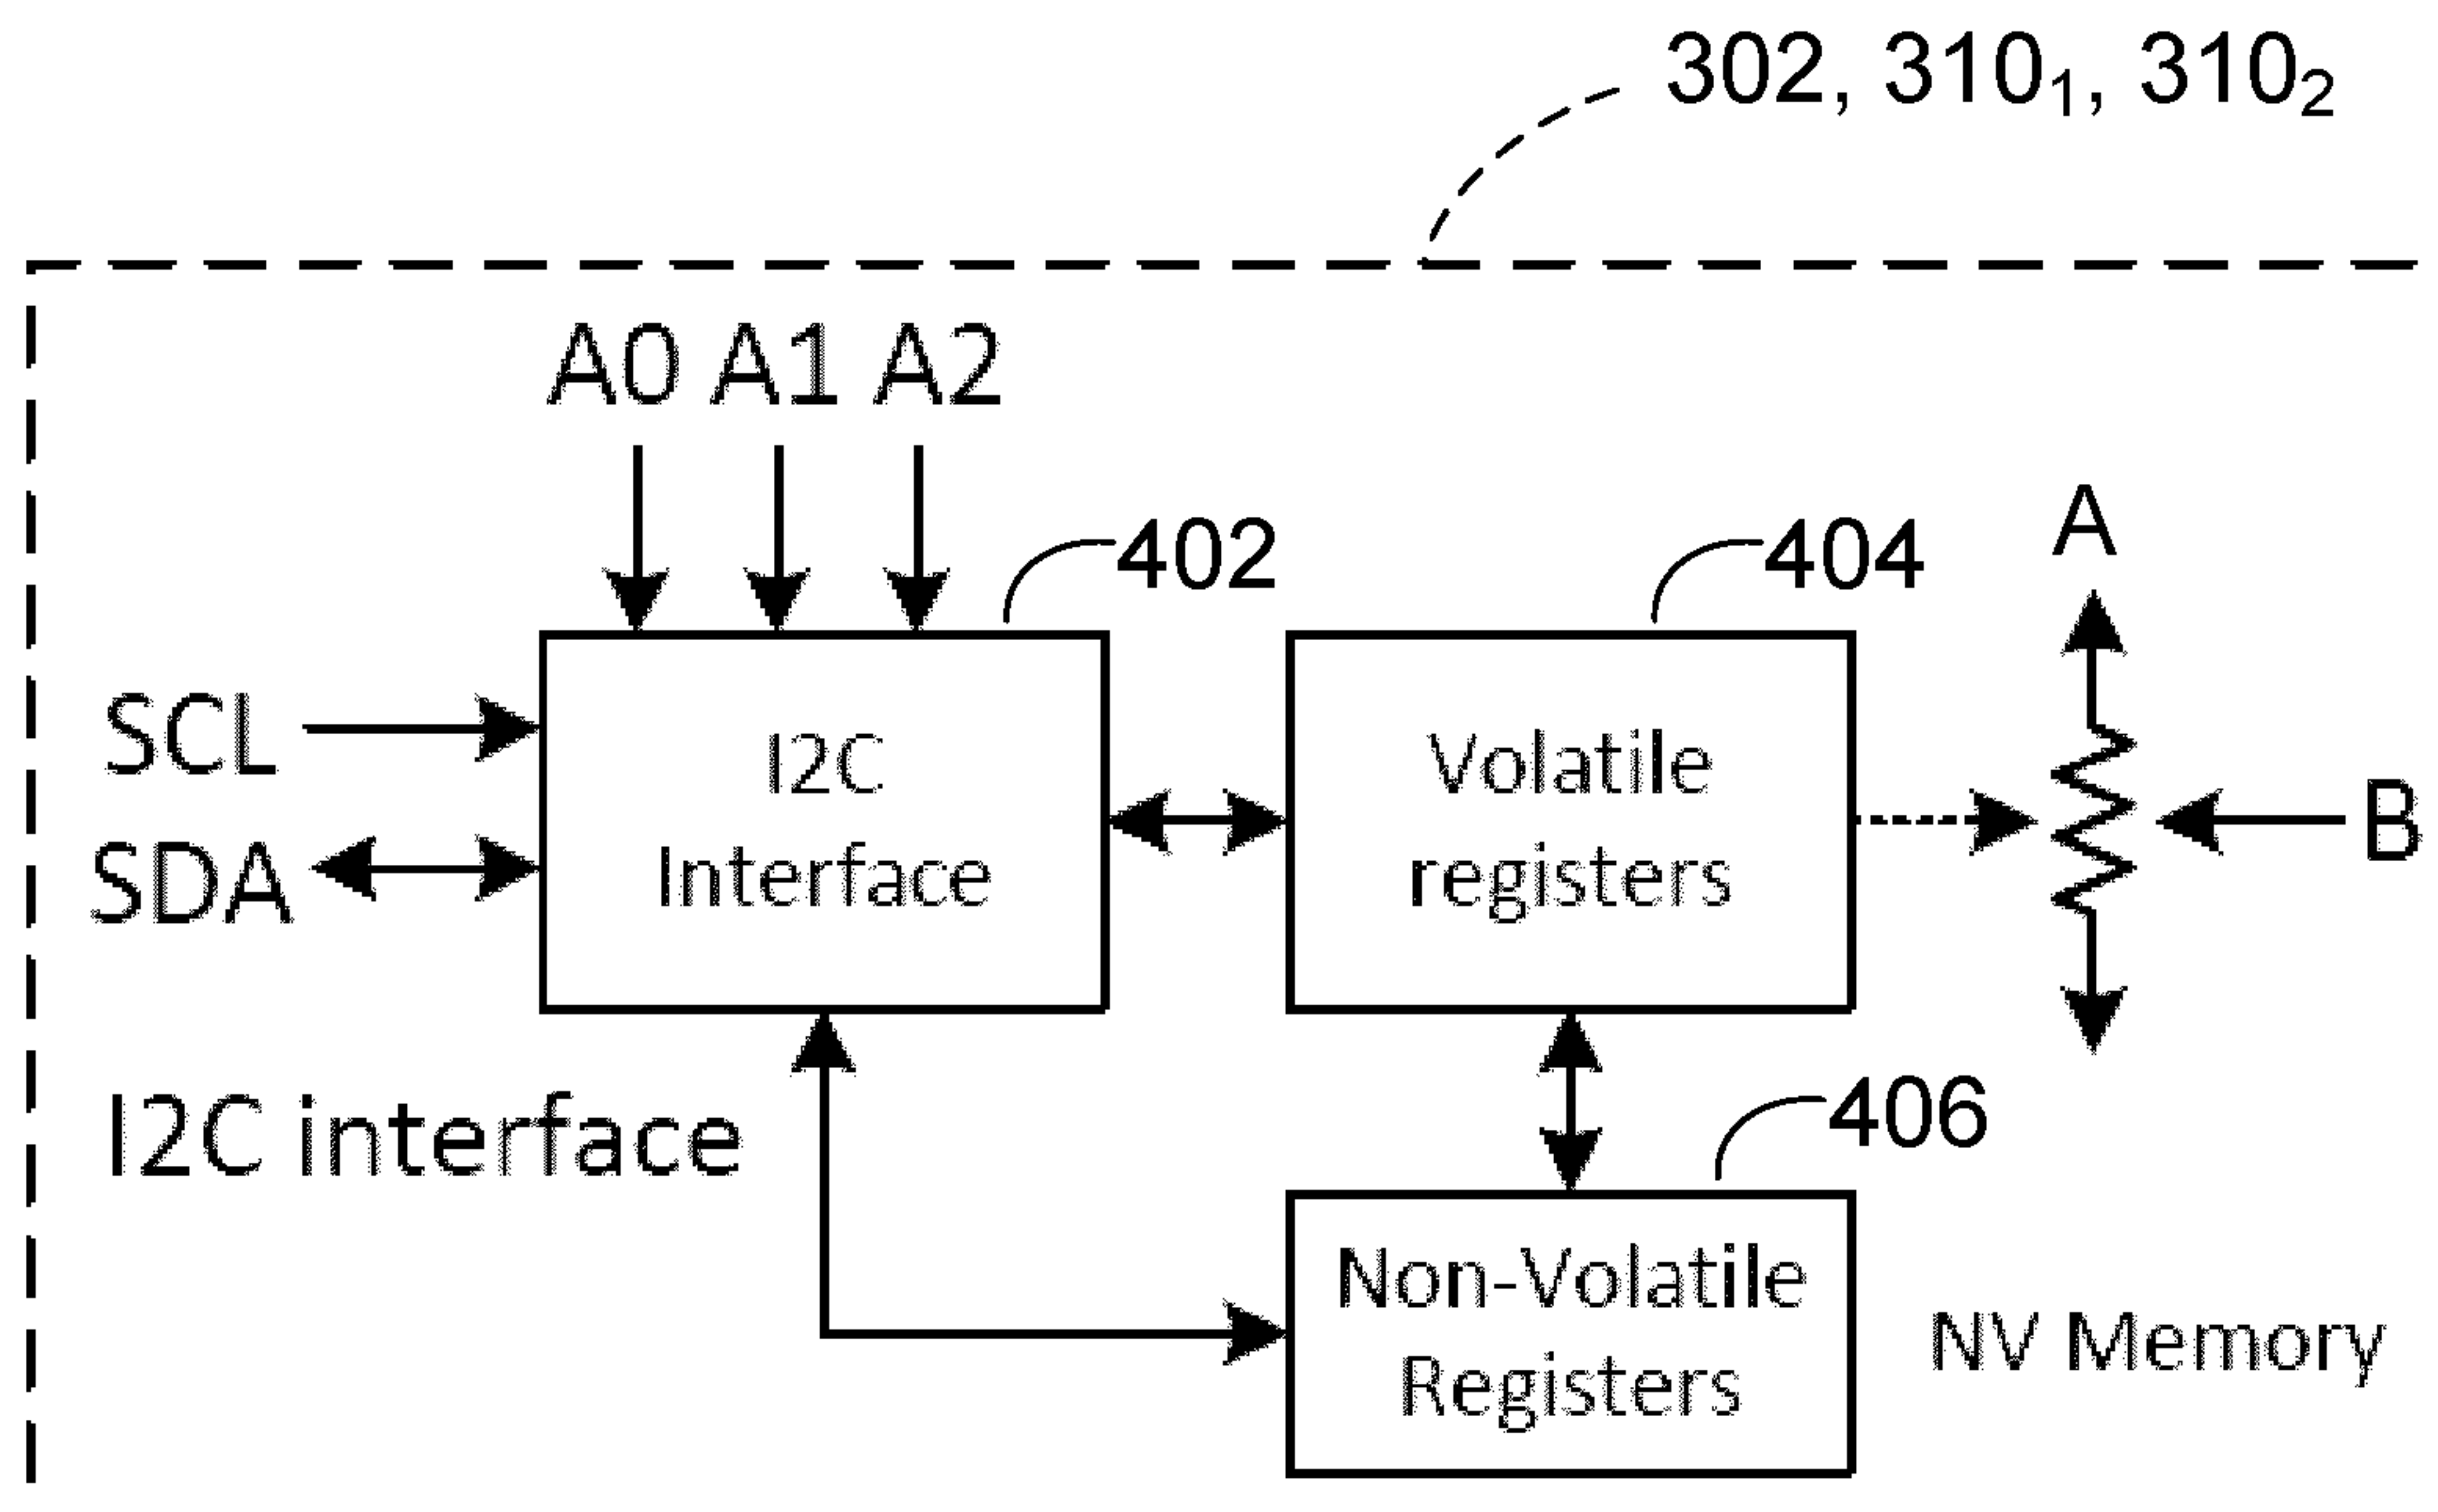 302, 310₁, 310₂
A0 A1 A2
402
404
A
SCL
SDA
I2C
Interface
Volatile
registers
B
I2C interface
406
Non-Volatile
Registers
NV Memory